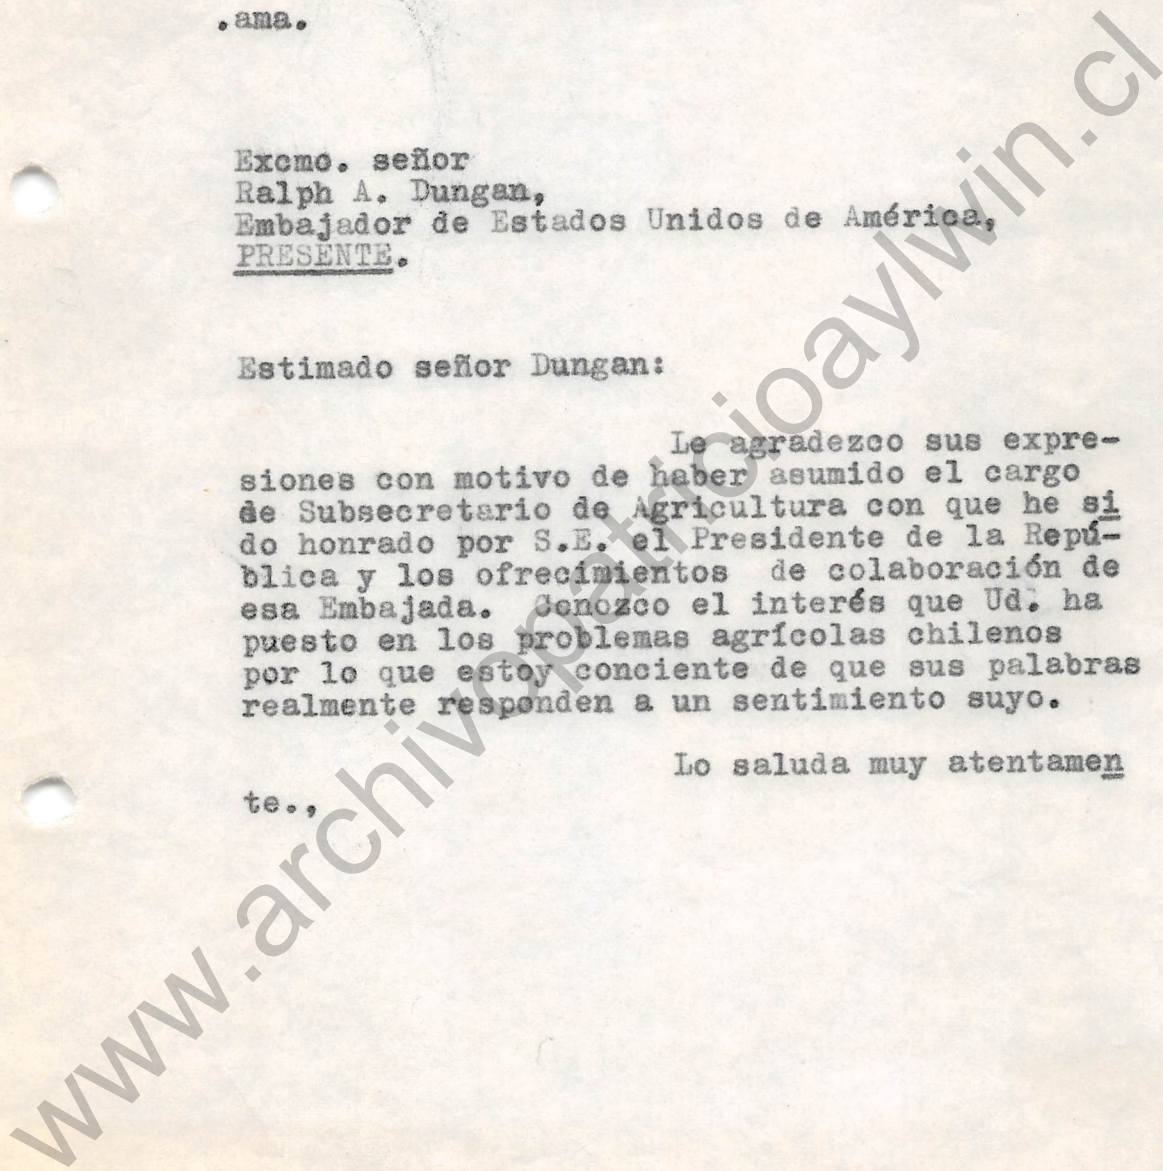 .ama.
Excmo. señor
Ralph A. Dungan,
Embajador de Estados Unidos de América,
PRESENTE.
Estimado señor Dungan:
Le agradezco sus expre-
siones con motivo de haber asumido el cargo
de Subsecretario de Agricultura con que he si
do honrado por S.E. el Presidente de la Repú-
blica y los ofrecimientos de colaboración de
esa Embajada. Conozco el interés que Ud. ha
puesto en los problemas agrícolas chilenos
por lo que estoy conciente de que sus palabras
realmente responden a un sentimiento suyo.
Lo saluda muy atentamen
te.,
www.archivopatricioaylwin.cl